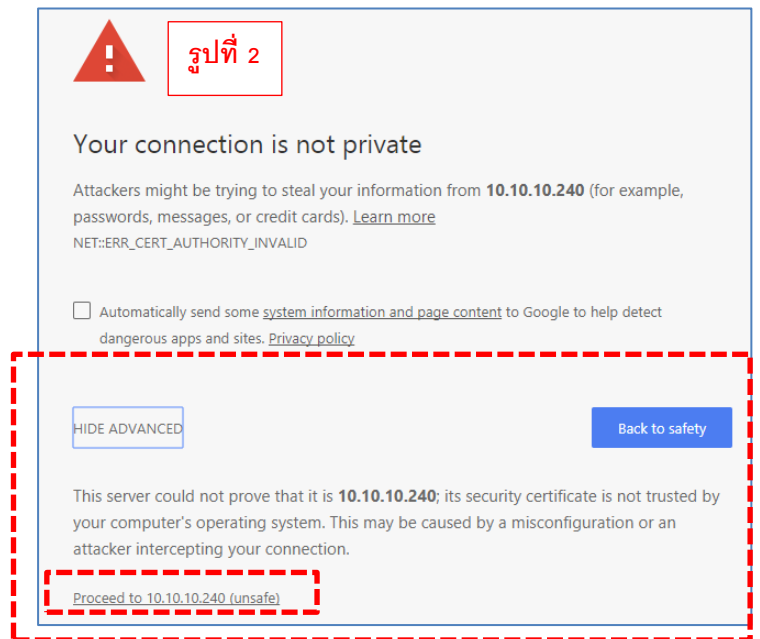 รูปที่ 2
Your connection is not private
Attackers might be trying to steal your information from 10.10.10.240 (for example,
passwords, messages, or credit cards). Learn more
NET::ERR_CERT_AUTHORITY_INVALID
Automatically send some system information and page content to Google to help detect
dangerous apps and sites. Privacy policy
HIDE ADVANCED
Back to safety
This server could not prove that it is 10.10.10.240; its security certificate is not trusted by
your computer's operating system. This may be caused by a misconfiguration or an
attacker intercepting your connection.
Proceed to 10.10.10.240 (unsafe)